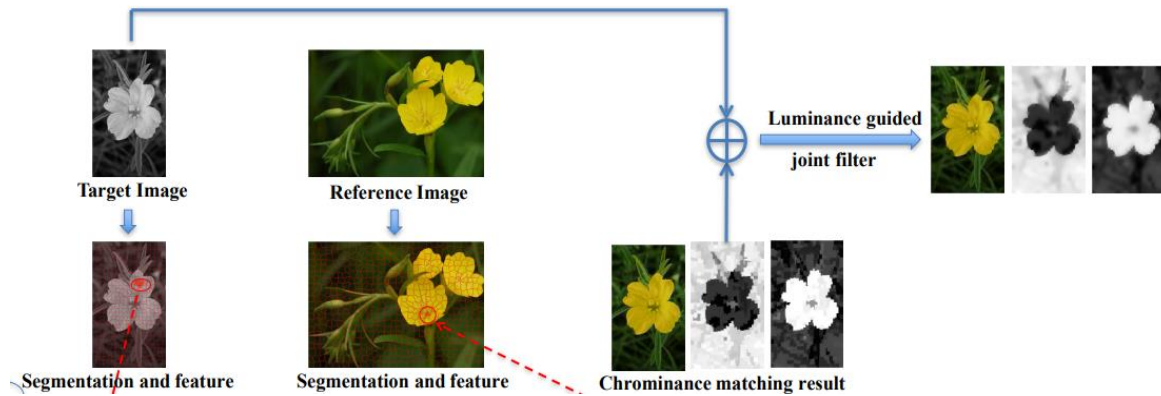 Target Image
Reference Image
Luminance guided
joint filter
Segmentation and feature
Segmentation and feature
Chrominance matching result